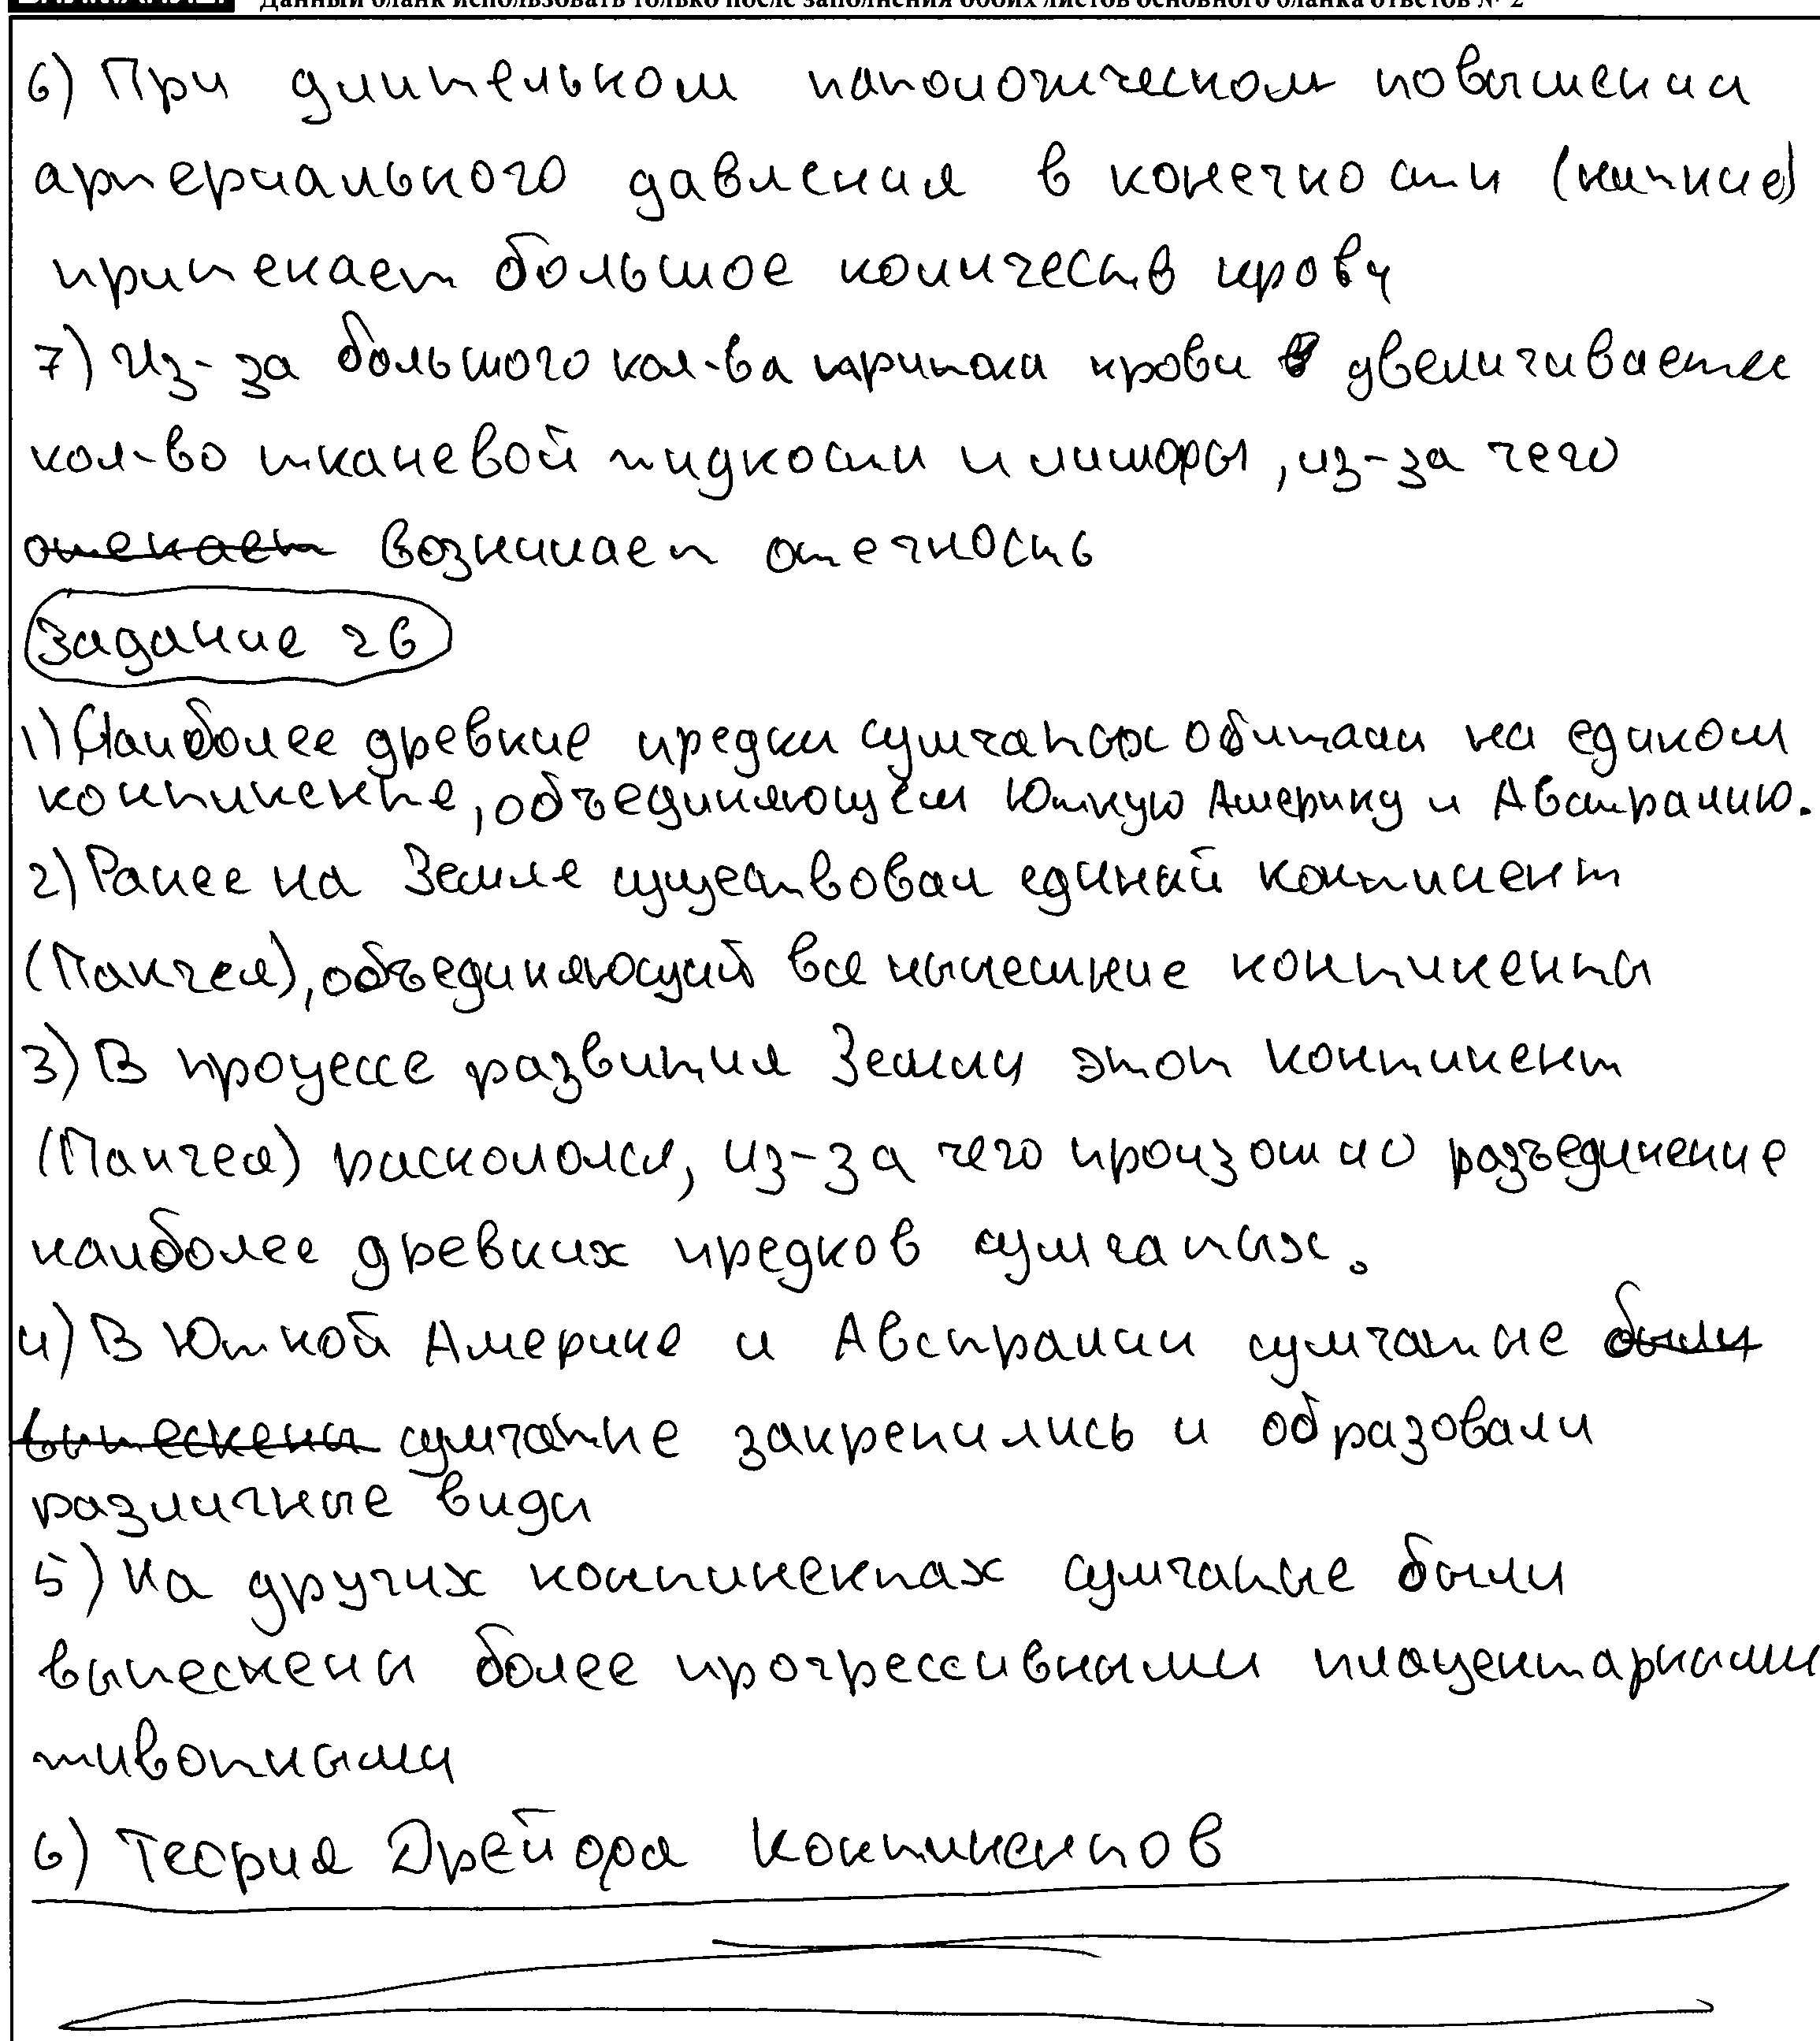 Данный бланк использовать только после заполнения обоих листов основного бланка ответов № 2
6) При длительном патологическом повышении
артериального давления в конечности (нижние)
притекает большое количеств крови
7) Из-за большого кол-ва притока крови увеличивается
кол-во тканевой жидкости и лимфы, из-за чего
отекает возникает отечность
Задание 26
1) Наиболее древние предки сумчатых обитали на едином
континенте, объединяющем Южную Америку и Австралию.
2) Ранее на Земле существовал единый континент
(Пангея), объединяющий все нынешние континенты
3) В процессе развития Земли этот континент
(Пангея) раскололся, из-за чего произошло разъединение
наиболее древних предков сумчатых.
4) В Южной Америке и Австралии сумчатые были
вытеснены сумчатые закрепились и образовали
различные виды
5) На других континентах сумчатые были
вытеснены более прогрессивными плацентарными
животными
6) Теория Дрейфа Континентов